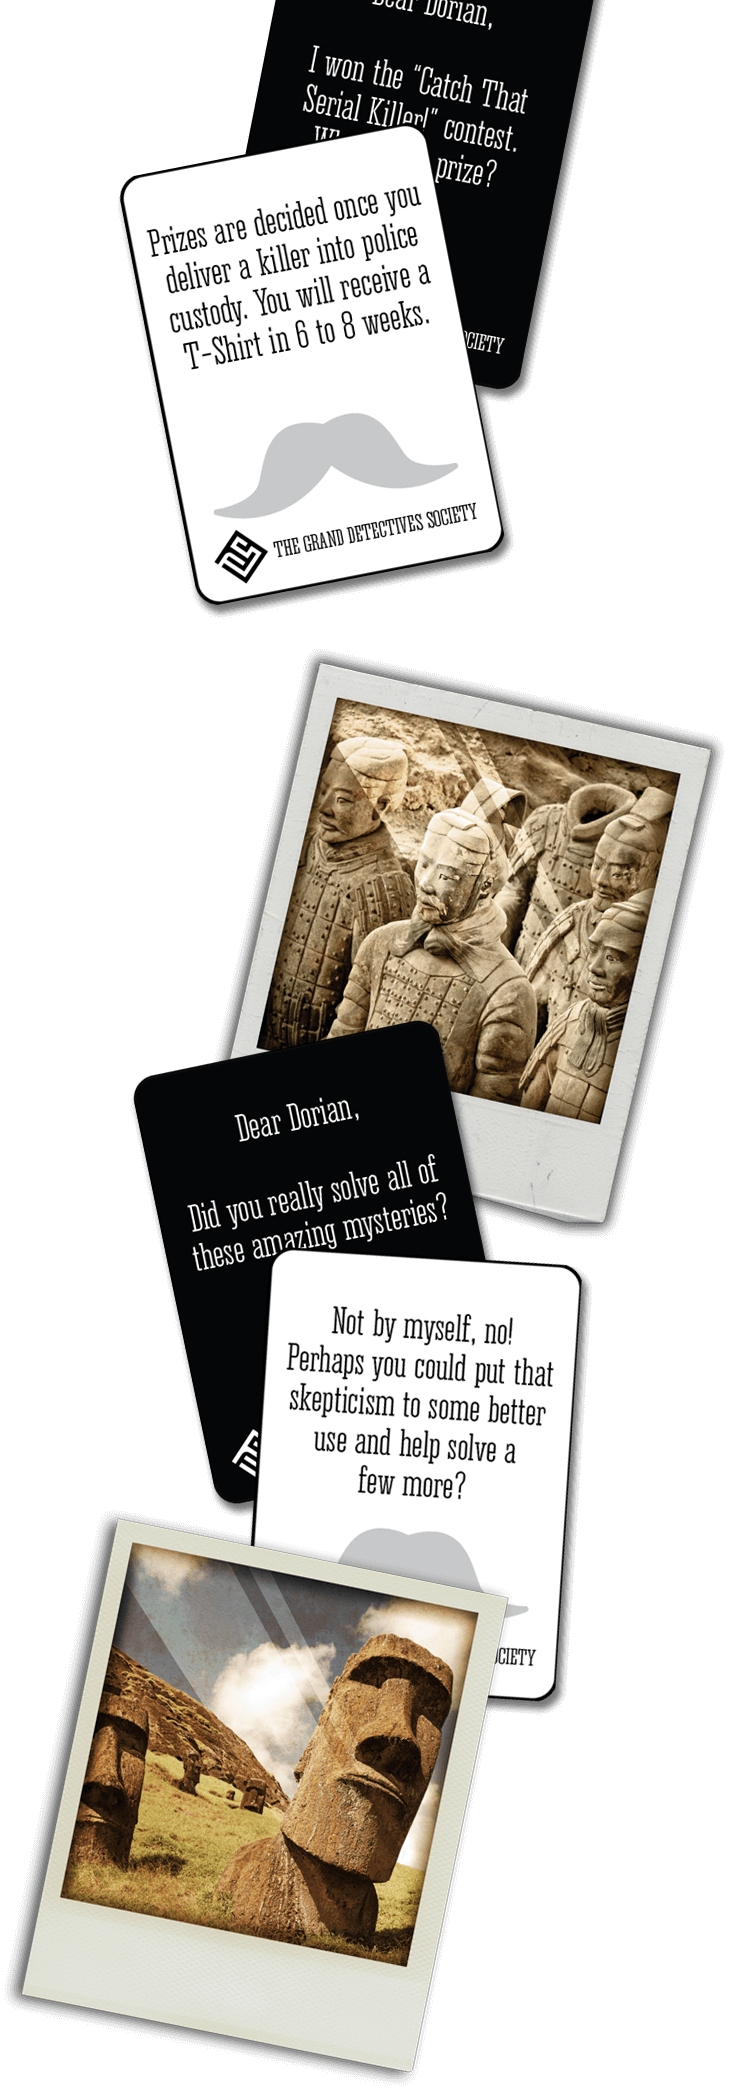 Dear Dorian,
I won the "Catch That
Serial Killer!" contest.
prize?
SOCIETY
Prizes are decided once you
deliver a killer into police
custody. You will receive a
T-Shirt in 6 to 8 weeks.
THE GRAND DETECTIVES SOCIETY
Dear Dorian,
Did you really solve all of
these amazing mysteries?
Not by myself, no!
Perhaps you could put that
skepticism to some better
use and help solve a
few more?
SOCIETY